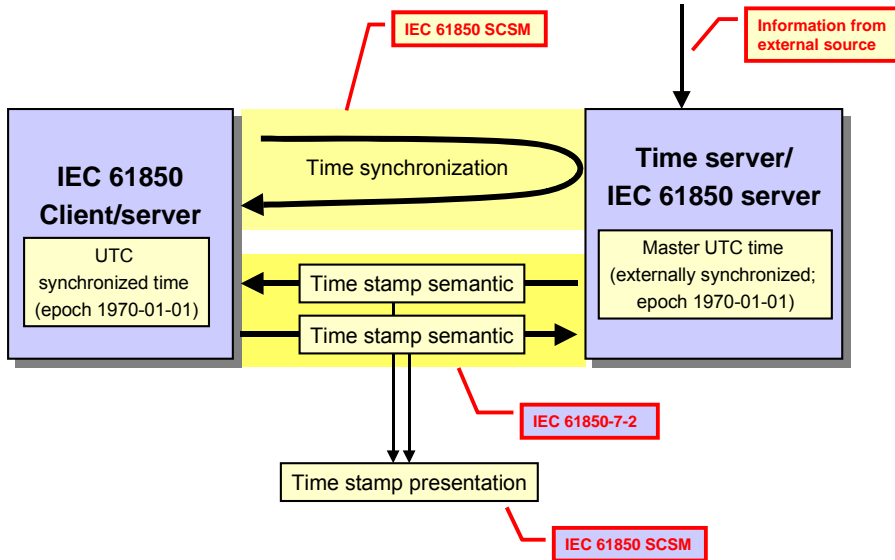 IEC 61850 SCSM
Information from
external source
IEC 61850
Client/server
UTC
synchronized time
(epoch 1970-01-01)
Time synchronization
Time server/
IEC 61850 server
Master UTC time
(externally synchronized;
epoch 1970-01-01)
Time stamp semantic
Time stamp semantic
IEC 61850-7-2
Time stamp presentation
IEC 61850 SCSM